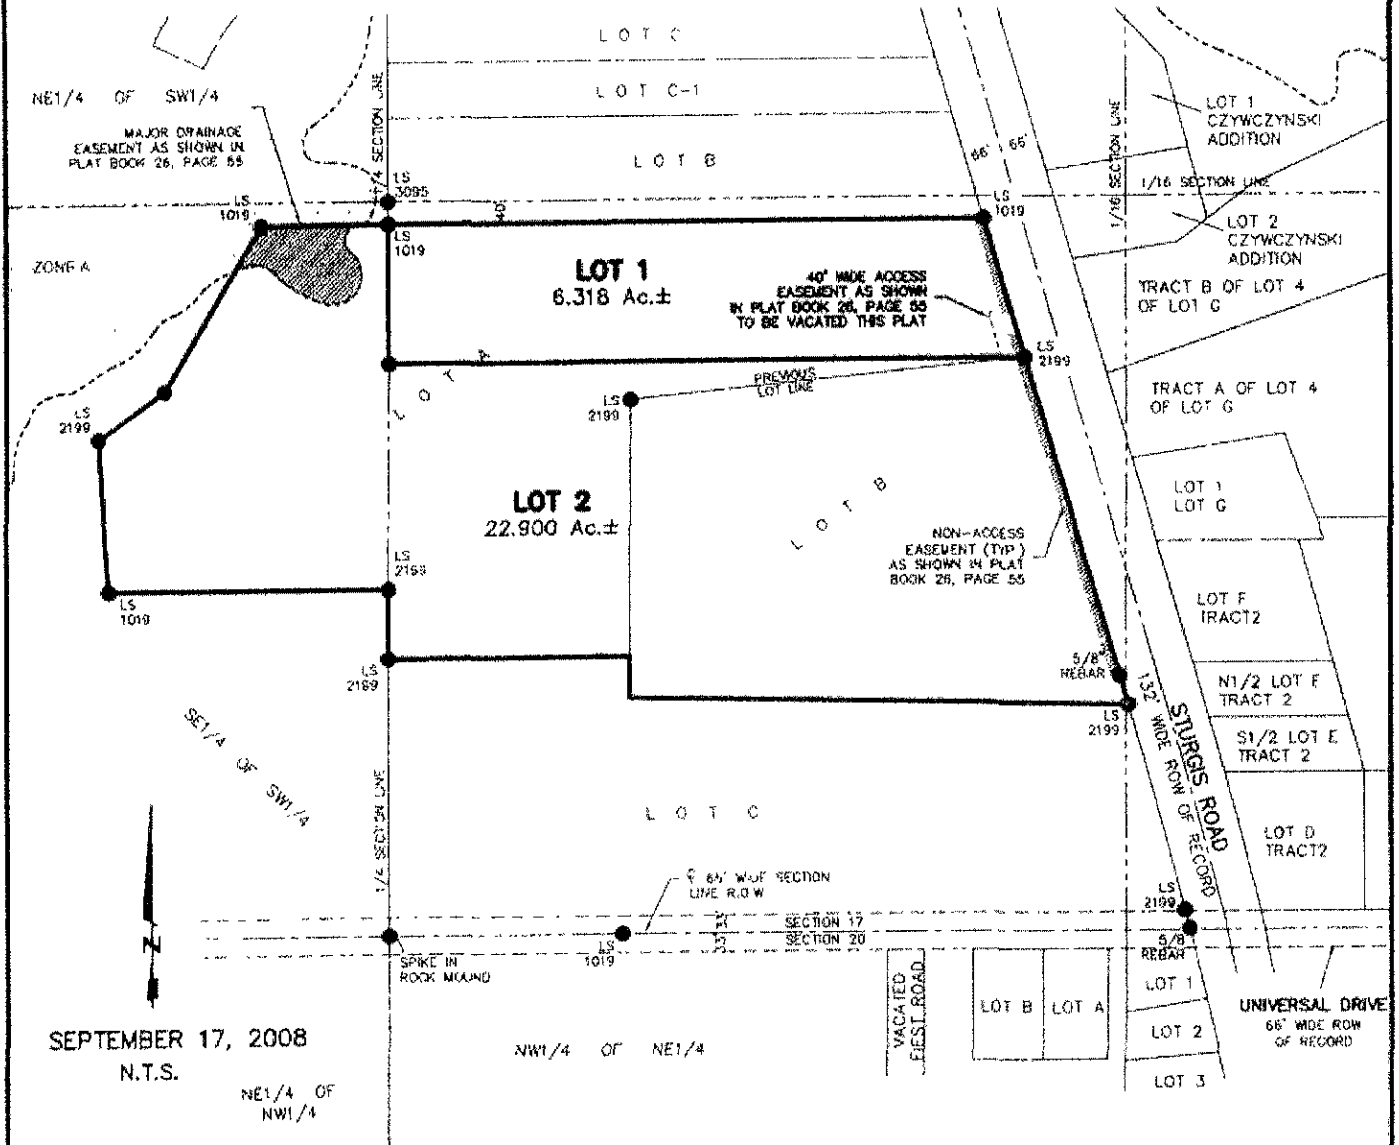 LOT C
NE1/4 OF SW1/4
LOT C-1
MAJOR DRAINAGE
EASEMENT AS SHOWN IN
PLAT BOOK 26, PAGE 55
1/4 SECTION LINE
LOT B
66' 66'
1/16 SECTION LINE
LOT 1
CZYWCZYNSKI
ADDITION
1/16 SECTION LINE
LS
3095
LS
1019
40'
LS
1019
LS
1019
LOT 2
CZYWCZYNSKI
ADDITION
ZONE A
LOT 1
6.318 Ac.±
40' WIDE ACCESS
EASEMENT AS SHOWN
IN PLAT BOOK 26, PAGE 55
TO BE VACATED THIS PLAT
TRACT B OF LOT 4
OF LOT G
LS
2199
PREVIOUS
LOT LINE
TRACT A OF LOT 4
OF LOT G
LOT A
LS
2199
LS
2199
LOT 1
LOT G
LOT 2
22.900 Ac.±
LOT B
NON-ACCESS
EASEMENT (TYP)
AS SHOWN IN PLAT
BOOK 26, PAGE 55
LS
LS
1019
LOT F
TRACT2
5/8"
REBAR
LS
2199
N1/2 LOT E
TRACT 2
LS
2199
S1/2 LOT E
TRACT 2
STURGIS ROAD
132' WIDE ROW OF RECORD
SE1/4 OF SW1/4
1/4 SECTION LINE
LOT C
LOT D
TRACT2
WIDE SECTION
LINE R.O.W
LS
2199
SECTION 17
SECTION 20
33' 33'
SPIKE IN
ROCK MOUND
LS
1019
5/8
REBAR
N
VACATED
FIEST ROAD
LOT B
LOT A
LOT 1
UNIVERSAL DRIVE
66' WIDE ROW
OF RECORD
LOT 2
LOT 3
SEPTEMBER 17, 2008
N.T.S.
NW1/4 OF NE1/4
NE1/4 OF
NW1/4